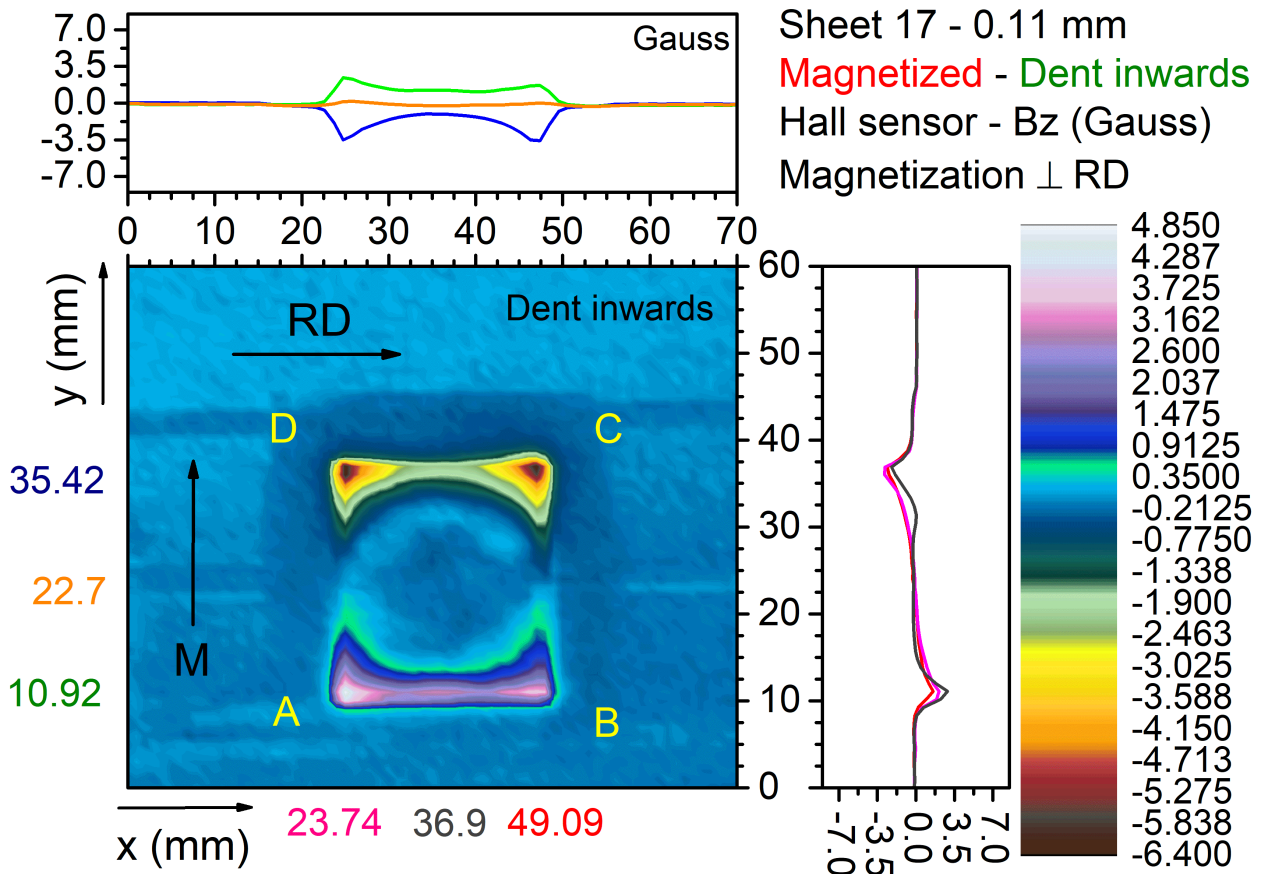 7.0
3.5
0.0
-3.5
-7.0
Gauss
0 10 20 30 40 50 60 70
Sheet 17 - 0.11 mm
Magnetized - Dent inwards
Hall sensor - Bz (Gauss)
Magnetization ⊥ RD
y (mm)
35.42
22.7
10.92
RD
Dent inwards
D
C
M
A
B
60
50
40
30
20
10
0
x (mm)
23.74 36.9 49.09
-7.0
-3.5
0.0
3.5
7.0
4.850
4.287
3.725
3.162
2.600
2.037
1.475
0.9125
0.3500
-0.2125
-0.7750
-1.338
-1.900
-2.463
-3.025
-3.588
-4.150
-4.713
-5.275
-5.838
-6.400